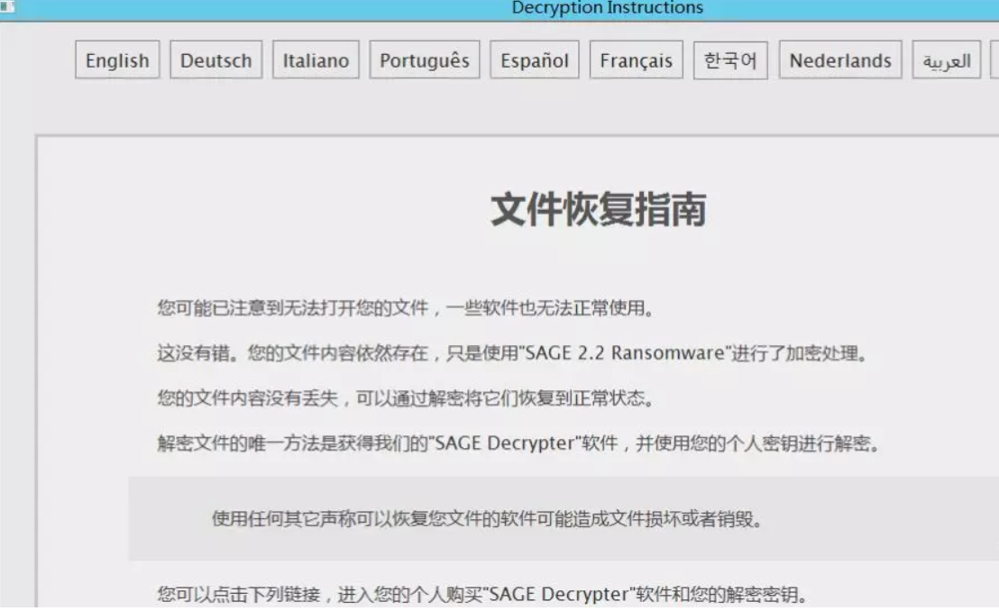 Decryption Instructions
English Deutsch Italiano Português Español Français 한국어 Nederlands العربية
文件恢复指南
您可能已注意到无法打开您的文件，一些软件也无法正常使用。
这没有错。您的文件内容依然存在，只是使用"SAGE 2.2 Ransomware"进行了加密处理。
您的文件内容没有丢失，可以通过解密将它们恢复到正常状态。
解密文件的唯一方法是获得我们的"SAGE Decrypter"软件，并使用您的个人密钥进行解密。
使用任何其它声称可以恢复您文件的软件可能造成文件损坏或者销毁。
您可以点击下列链接，进入您的个人购买"SAGE Decrypter"软件和您的解密密钥。